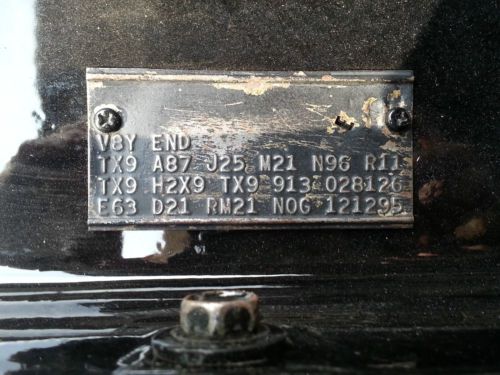 V8Y END
TX9 A87 J25 M21 N96 R11
TX9 H2X9 TX9 913 028126
E63 D21 RM21 N0G 121295